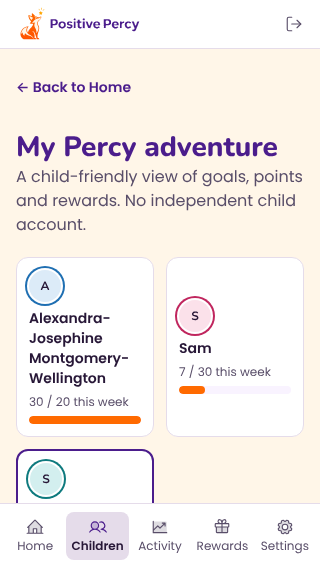 Positive Percy
← Back to Home
My Percy adventure
A child-friendly view of goals, points
and rewards. No independent child
account.
A
Alexandra-
Josephine
Montgomery-
Wellington
30 / 20 this week
S
Sam
7 / 30 this week
S
Home
Children
Activity
Rewards
Settings